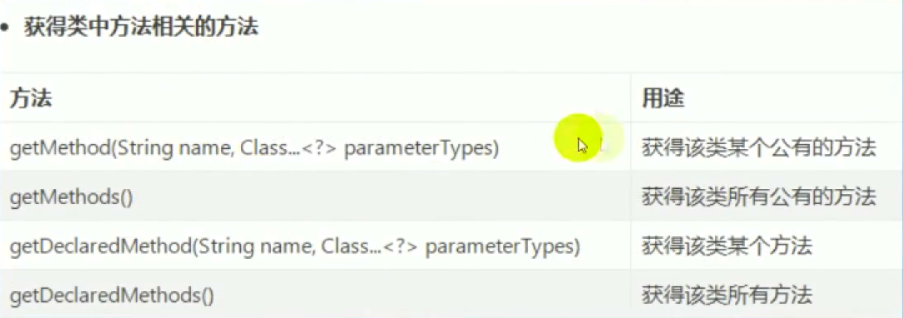 获得类中方法相关的方法
方法 用途
getMethod(String name, Class...<?> parameterTypes) 获得该类某个公有的方法
getMethods() 获得该类所有公有的方法
getDeclaredMethod(String name, Class...<?> parameterTypes) 获得该类某个方法
getDeclaredMethods() 获得该类所有方法